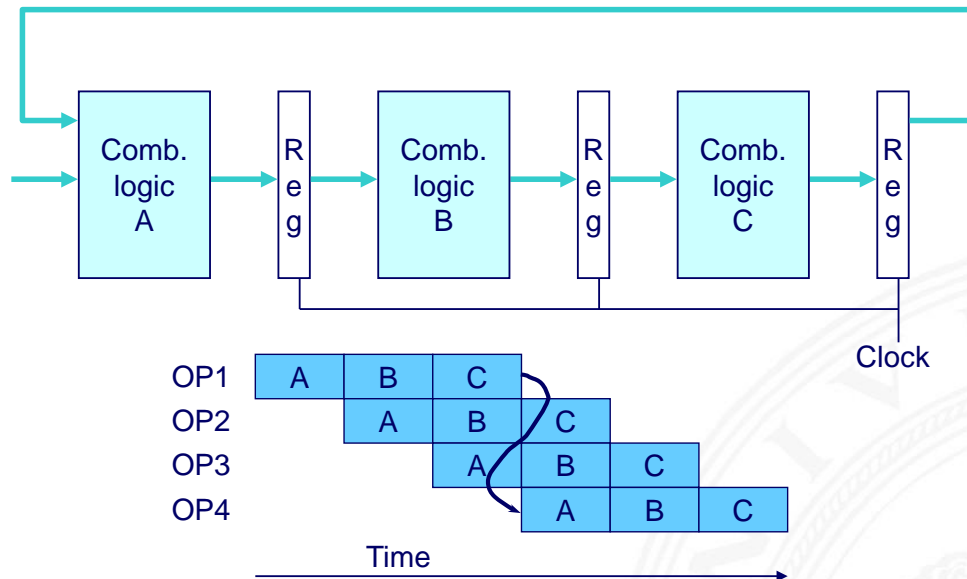 Comb.
logic
A
R
e
g
Comb.
logic
B
R
e
g
Comb.
logic
C
R
e
g
Clock
OP1 A B C
OP2 A B C
OP3 A B C
OP4 A B C
Time